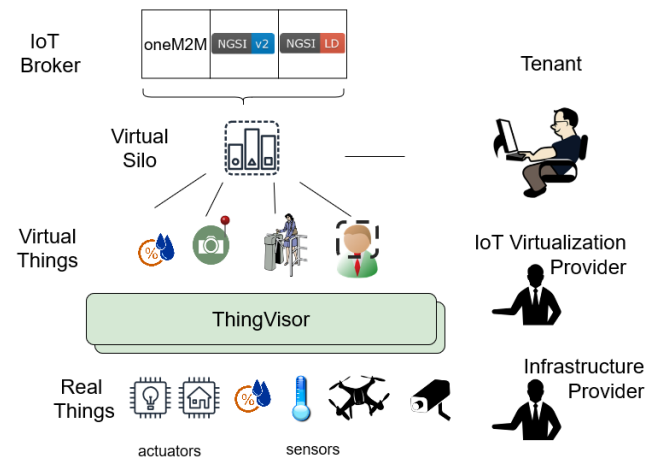 IoT
Broker
oneM2M
NGSI v2
NGSI LD
Tenant
Virtual
Silo
Virtual
Things
%
IoT Virtualization
Provider
ThingVisor
Real
Things
%
Infrastructure
Provider
actuators
sensors